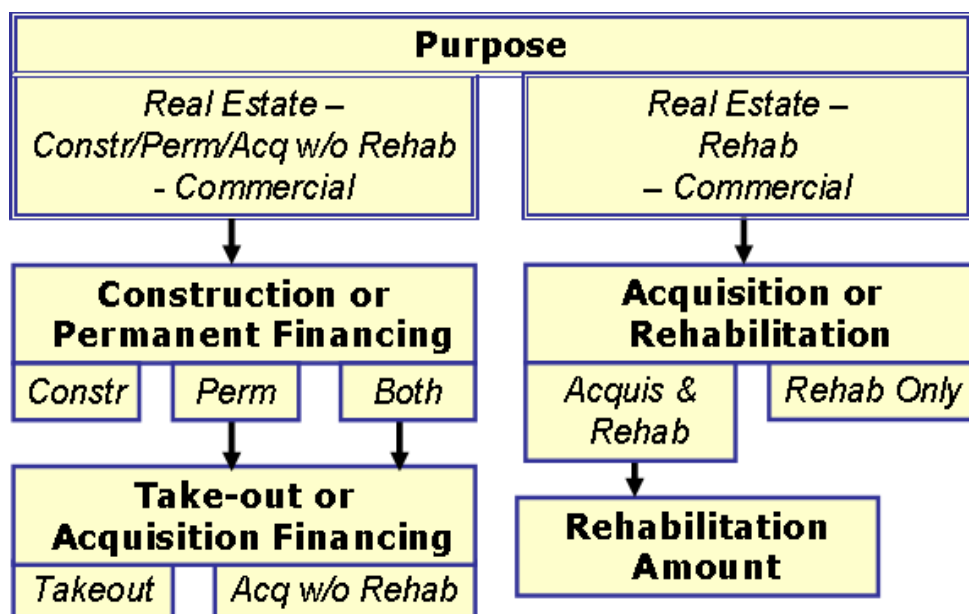 Purpose
Real Estate –
Constr/Perm/Acq w/o Rehab
- Commercial
Real Estate –
Rehab
– Commercial
Construction or
Permanent Financing
Constr
Perm
Both
Acquisition or
Rehabilitation
Acquis &
Rehab
Rehab Only
Take-out or
Acquisition Financing
Takeout
Acq w/o Rehab
Rehabilitation
Amount